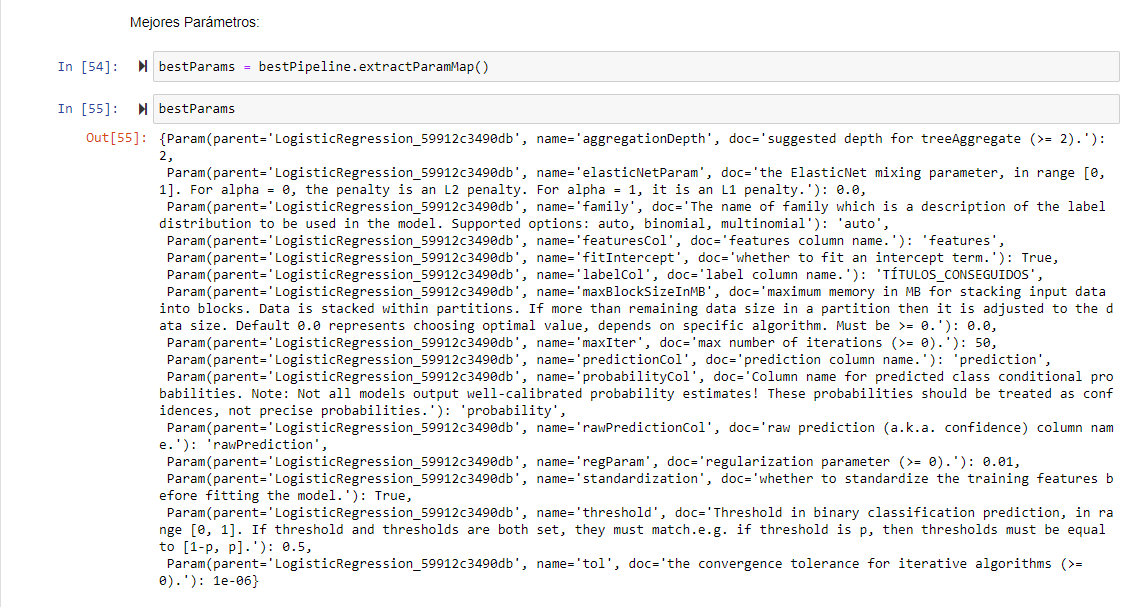 Mejores Parámetros:
In [54]: bestParams = bestPipeline.extractParamMap()
In [55]: bestParams
Out[55]: {Param(parent='LogisticRegression_59912c3490db', name='aggregationDepth', doc='suggested depth for treeAggregate (>= 2).'):
2,
Param(parent='LogisticRegression_59912c3490db', name='elasticNetParam', doc='the ElasticNet mixing parameter, in range [0,
1]. For alpha = 0, the penalty is an L2 penalty. For alpha = 1, it is an L1 penalty.'): 0.0,
Param(parent='LogisticRegression_59912c3490db', name='family', doc='The name of family which is a description of the label
distribution to be used in the model. Supported options: auto, binomial, multinomial'): 'auto',
Param(parent='LogisticRegression_59912c3490db', name='featuresCol', doc='features column name.'): 'features',
Param(parent='LogisticRegression_59912c3490db', name='fitIntercept', doc='whether to fit an intercept term.'): True,
Param(parent='LogisticRegression_59912c3490db', name='labelCol', doc='label column name.'): 'TÍTULOS_CONSEGUIDOS',
Param(parent='LogisticRegression_59912c3490db', name='maxBlockSizeInMB', doc='maximum memory in MB for stacking input data
into blocks. Data is stacked within partitions. If more than remaining data size in a partition then it is adjusted to the d
ata size. Default 0.0 represents choosing optimal value, depends on specific algorithm. Must be >= 0.'): 0.0,
Param(parent='LogisticRegression_59912c3490db', name='maxIter', doc='max number of iterations (>= 0).'): 50,
Param(parent='LogisticRegression_59912c3490db', name='predictionCol', doc='prediction column name.'): 'prediction',
Param(parent='LogisticRegression_59912c3490db', name='probabilityCol', doc='Column name for predicted class conditional pro
babilities. Note: Not all models output well-calibrated probability estimates! These probabilities should be treated as conf
idences, not precise probabilities.'): 'probability',
Param(parent='LogisticRegression_59912c3490db', name='rawPredictionCol', doc='raw prediction (a.k.a. confidence) column nam
e.'): 'rawPrediction',
Param(parent='LogisticRegression_59912c3490db', name='regParam', doc='regularization parameter (>= 0).'): 0.01,
Param(parent='LogisticRegression_59912c3490db', name='standardization', doc='whether to standardize the training features b
efore fitting the model.'): True,
Param(parent='LogisticRegression_59912c3490db', name='threshold', doc='Threshold in binary classification prediction, in ra
nge [0, 1]. If threshold and thresholds are both set, they must match.e.g. if threshold is p, then thresholds must be equal
to [1-p, p].'): 0.5,
Param(parent='LogisticRegression_59912c3490db', name='tol', doc='the convergence tolerance for iterative algorithms (>=
0).'): 1e-06}